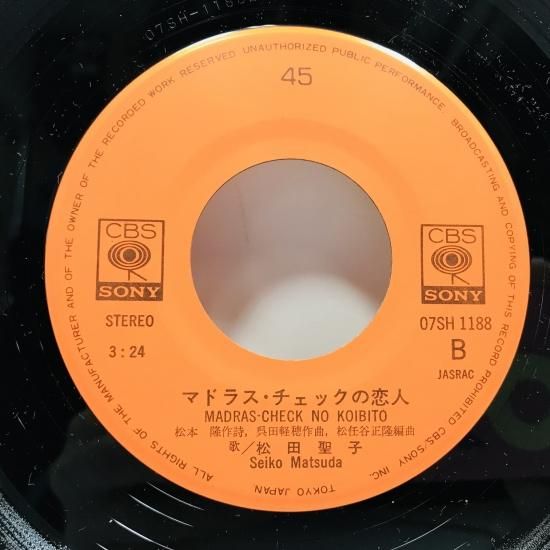 07SH-1188
ALL RIGHTS OF THE MANUFACTURER AND OF THE OWNER OF THE RECORDED WORK RESERVED UNAUTHORIZED PUBLIC PERFORMANCE. BROADCASTING AND COPYING OF THIS RECORD PROHIBITED CBS/SONY INC.
TOKYO JAPAN
45
CBS
SONY
CBS
SONY
STEREO
3:24
07SH 1188
B
JASRAC
マドラス・チェックの恋人
MADRAS-CHECK NO KOIBITO
松本 隆作詩, 呉田軽穂作曲, 松任谷正隆編曲
歌/松田聖子
Seiko Matsuda